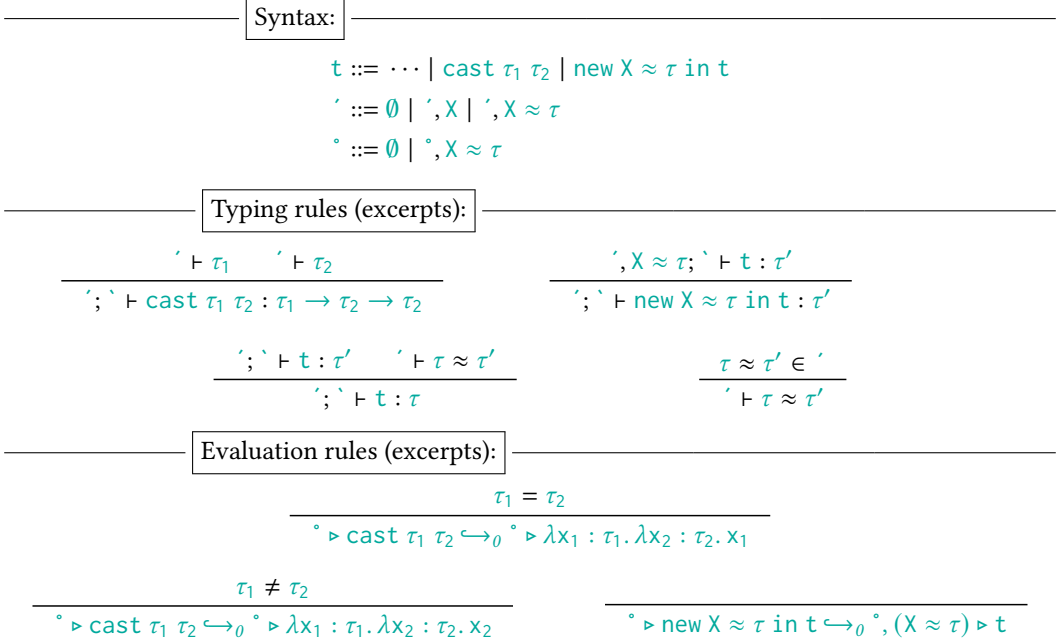 Syntax:
t ::= ⋯ | cast τ₁ τ₂ | new X ≈ τ in t
´ ::= ∅ | ´, X | ´, X ≈ τ
˚ ::= ∅ | ˚, X ≈ τ
Typing rules (excerpts):
´ ⊢ τ₁ ´ ⊢ τ₂
´; ` ⊢ cast τ₁ τ₂ : τ₁ → τ₂ → τ₂
´, X ≈ τ; ` ⊢ t : τ′
´; ` ⊢ new X ≈ τ in t : τ′
´; ` ⊢ t : τ′ ´ ⊢ τ ≈ τ′
´; ` ⊢ t : τ
τ ≈ τ′ ∈ ´
´ ⊢ τ ≈ τ′
Evaluation rules (excerpts):
τ₁ = τ₂
˚ ▹ cast τ₁ τ₂ ↪₀ ˚ ▹ λx₁ : τ₁. λx₂ : τ₂. x₁
τ₁ ≠ τ₂
˚ ▹ cast τ₁ τ₂ ↪₀ ˚ ▹ λx₁ : τ₁. λx₂ : τ₂. x₂
˚ ▹ new X ≈ τ in t ↪₀ ˚, (X ≈ τ) ▹ t